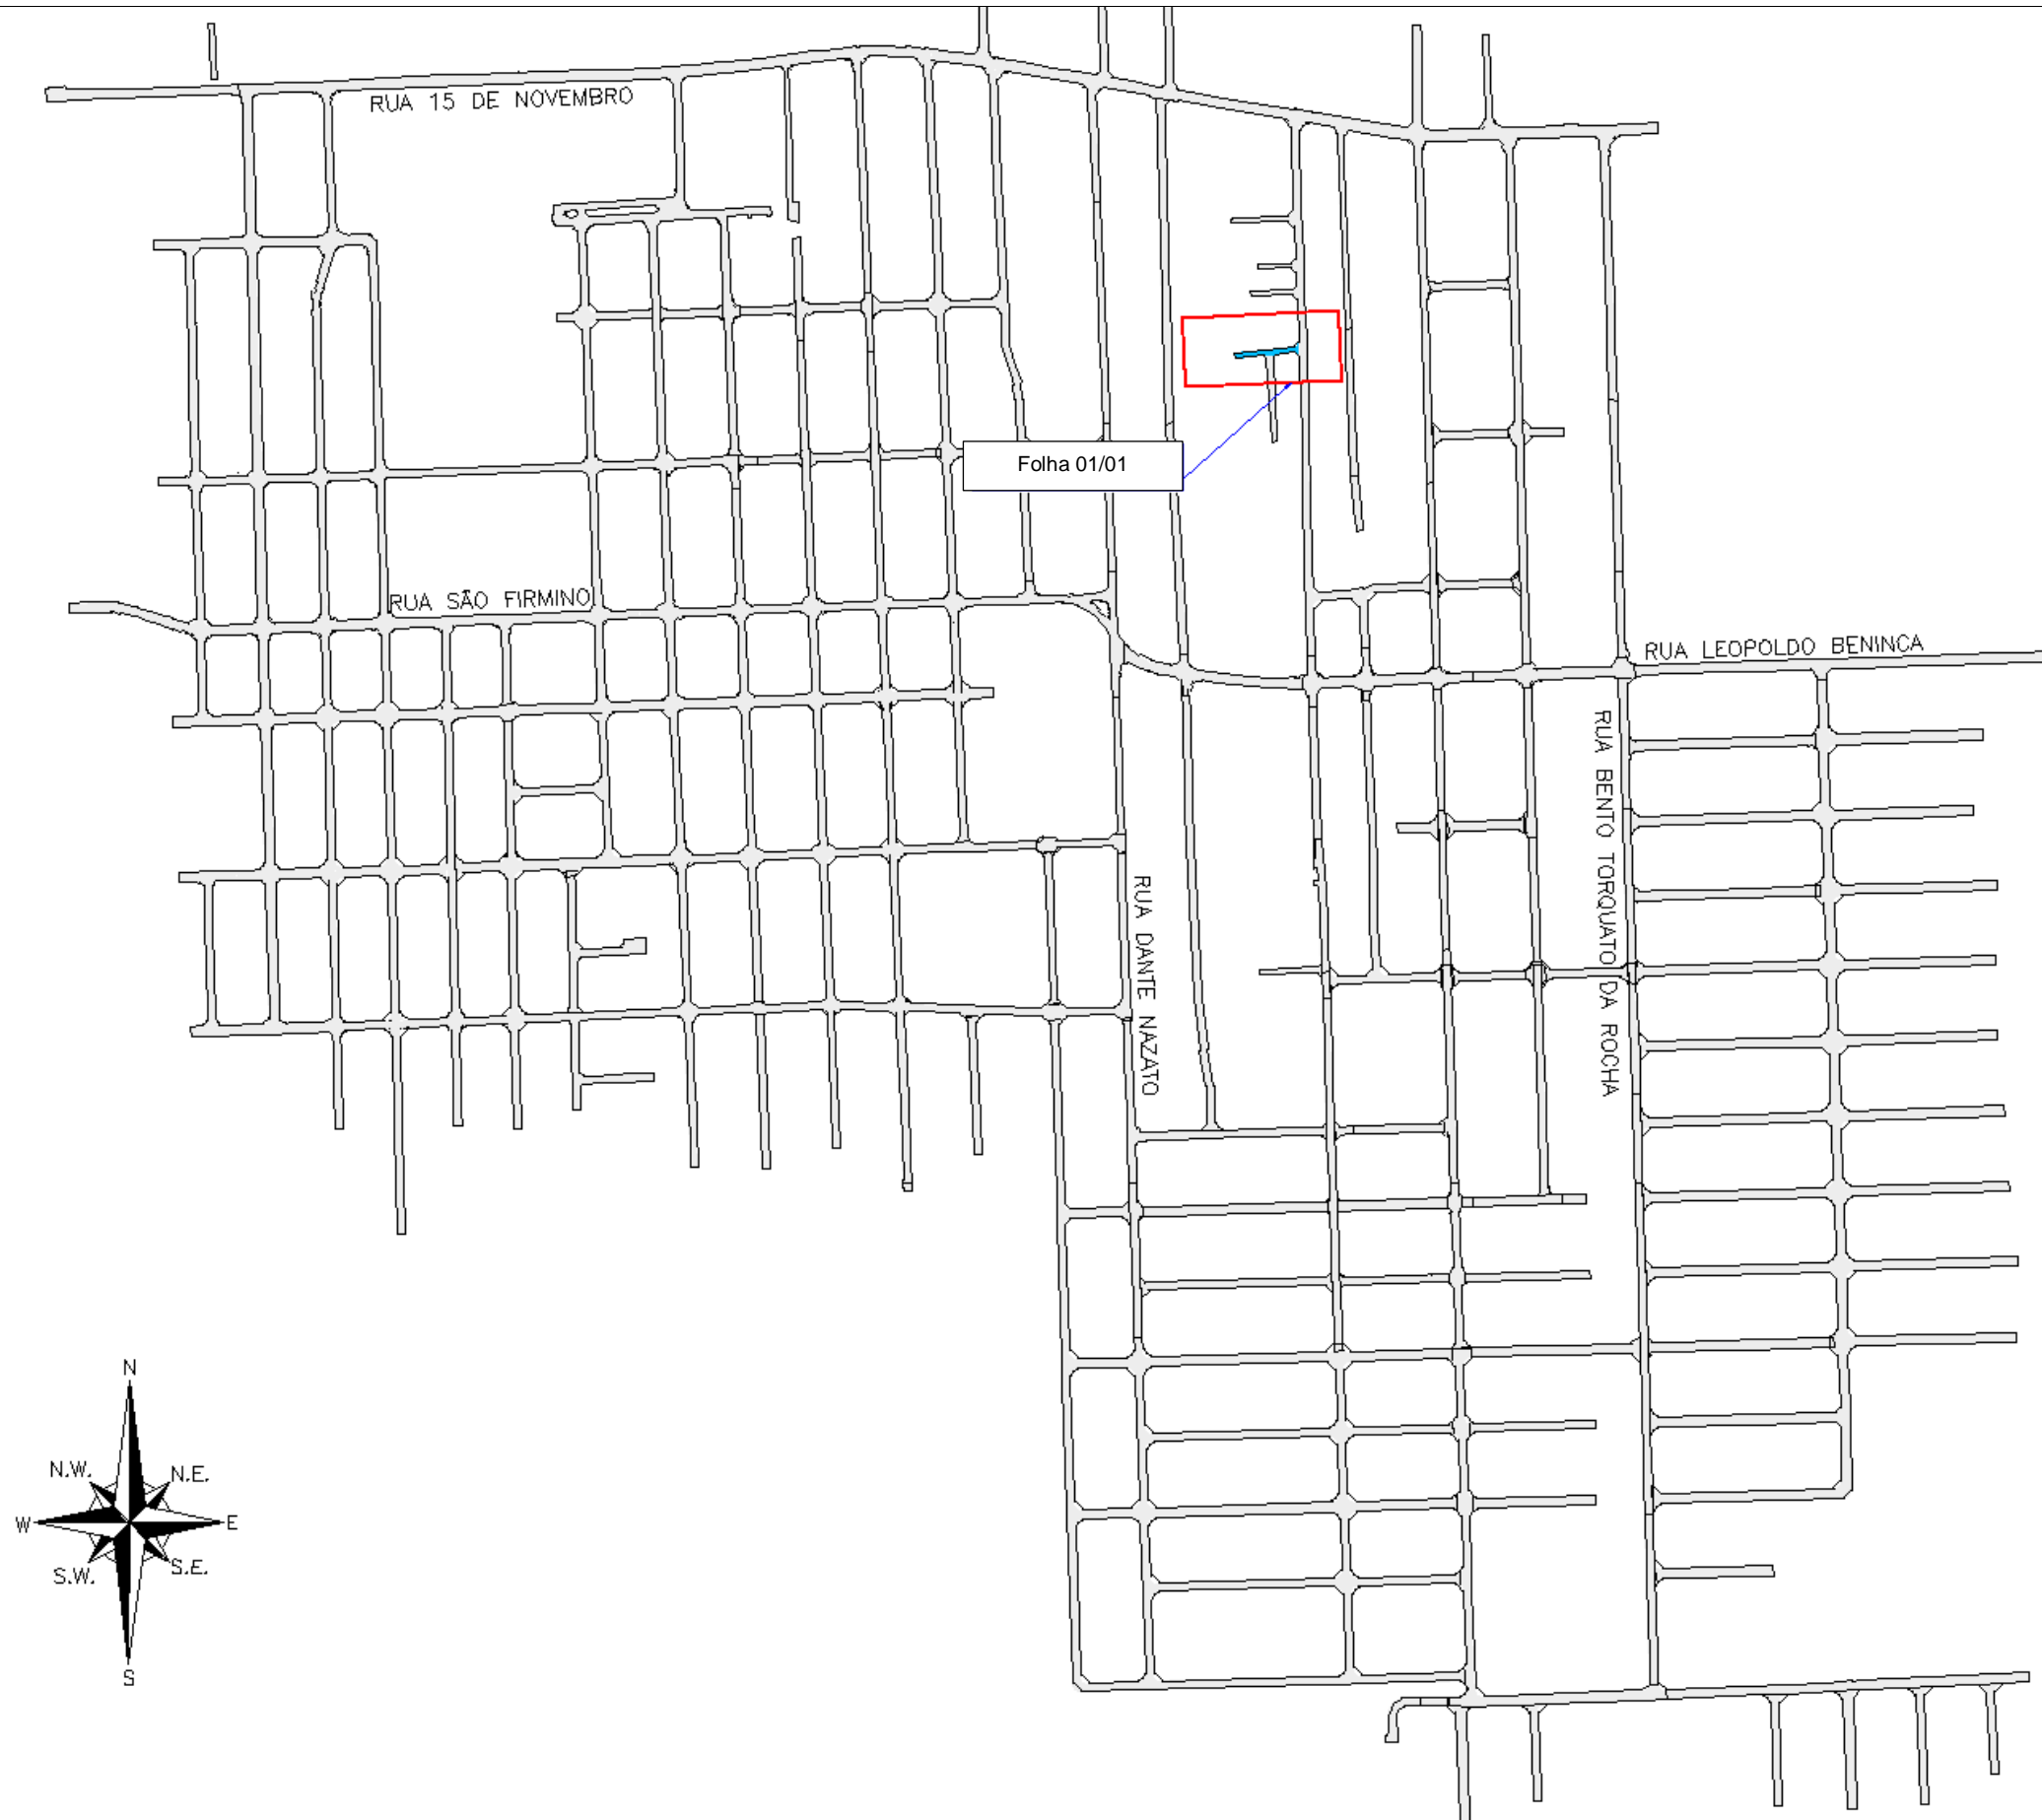 RUA 15 DE NOVEMBRO
Folha 01/01
RUA SÃO FIRMINO
RUA LEOPOLDO BENINCA
RUA BENTO TORQUATO DA ROCHA
RUA DANTE NAZATO
N
N.W.
N.E.
W
E
S.W.
S.E.
S